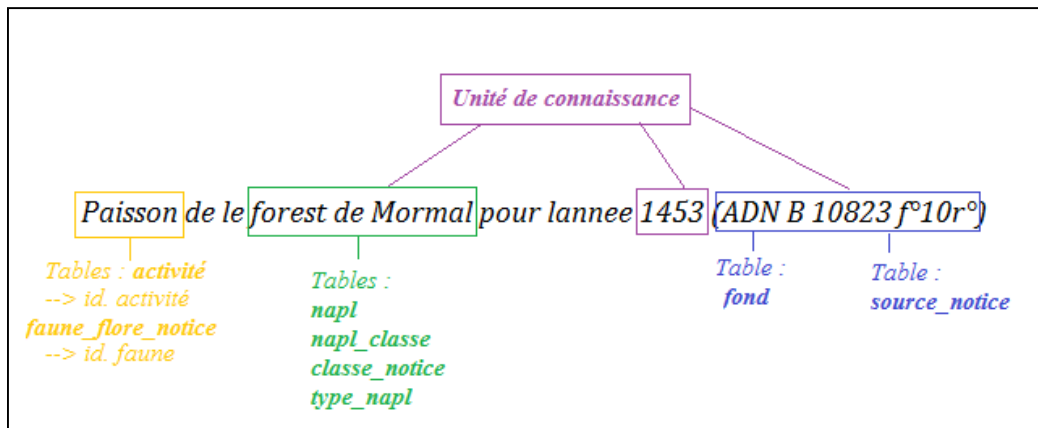 Unité de connaissance
Paisson de le forest de Mormal pour lannee 1453 (ADN B 10823 f°10r°)
Tables : activité
--> id. activité
faune_flore_notice
--> id. faune
Tables :
napl
napl_classe
classe_notice
type_napl
Table :
fond
Table :
source_notice